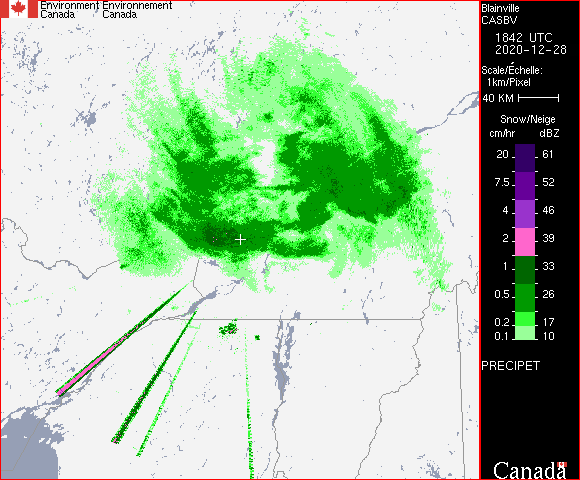 Environment Environnement
Canada Canada
Blainville
CASBV
1842 UTC
2020-12-28
Scale/Échelle:
1km/Pixel
40 KM
Snow/Neige
cm/hr dBZ
20 61
7.5 52
4 46
2 39
1 33
0.5 26
0.2 17
0.1 10
PRECIPET
Canada